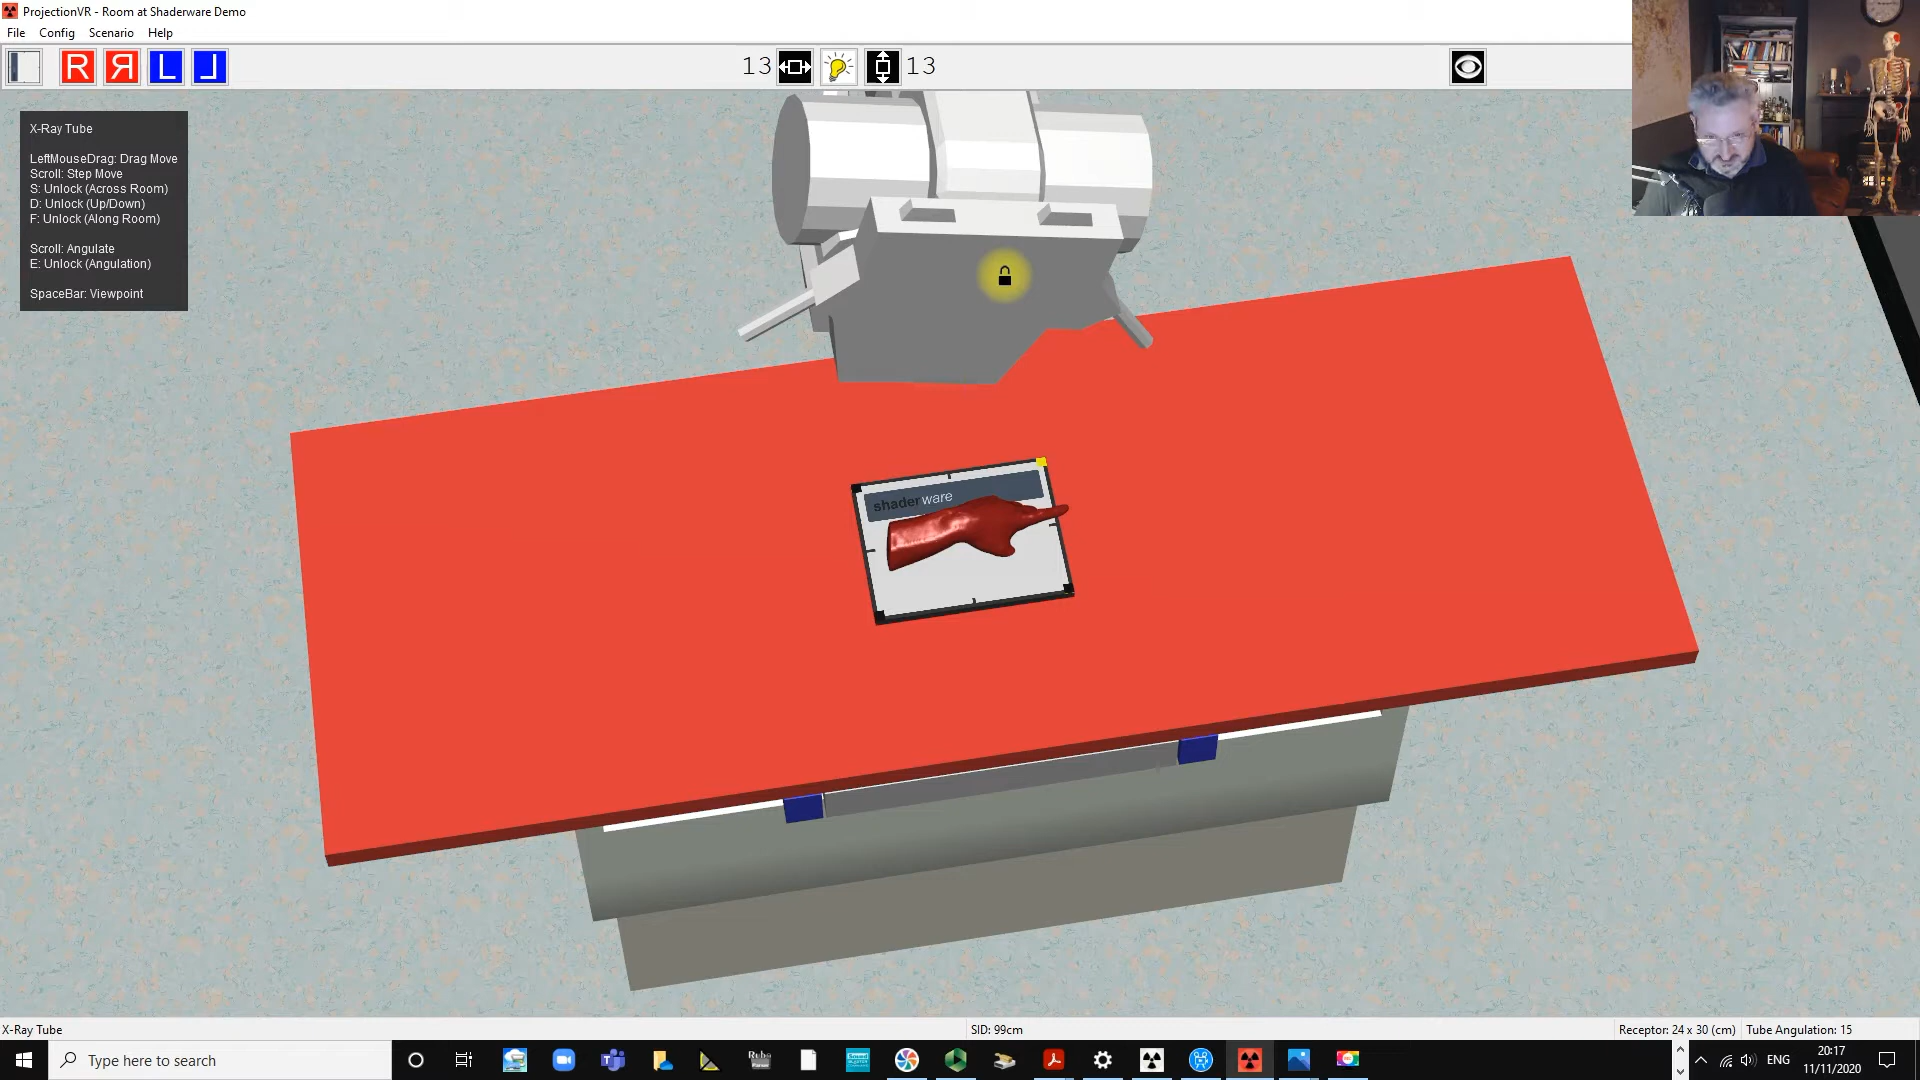 ProjectionVR - Room at Shaderware Demo
File Config Scenario Help
R R L L 13 13
X-Ray Tube
LeftMouseDrag: Drag Move
Scroll: Step Move
S: Unlock (Across Room)
D: Unlock (Up/Down)
F: Unlock (Along Room)
Scroll: Angulate
E: Unlock (Angulation)
SpaceBar: Viewpoint
shaderware
X-Ray Tube SID: 99cm Receptor: 24 x 30 (cm) Tube Angulation: 15
Type here to search
ENG
20:17
11/11/2020